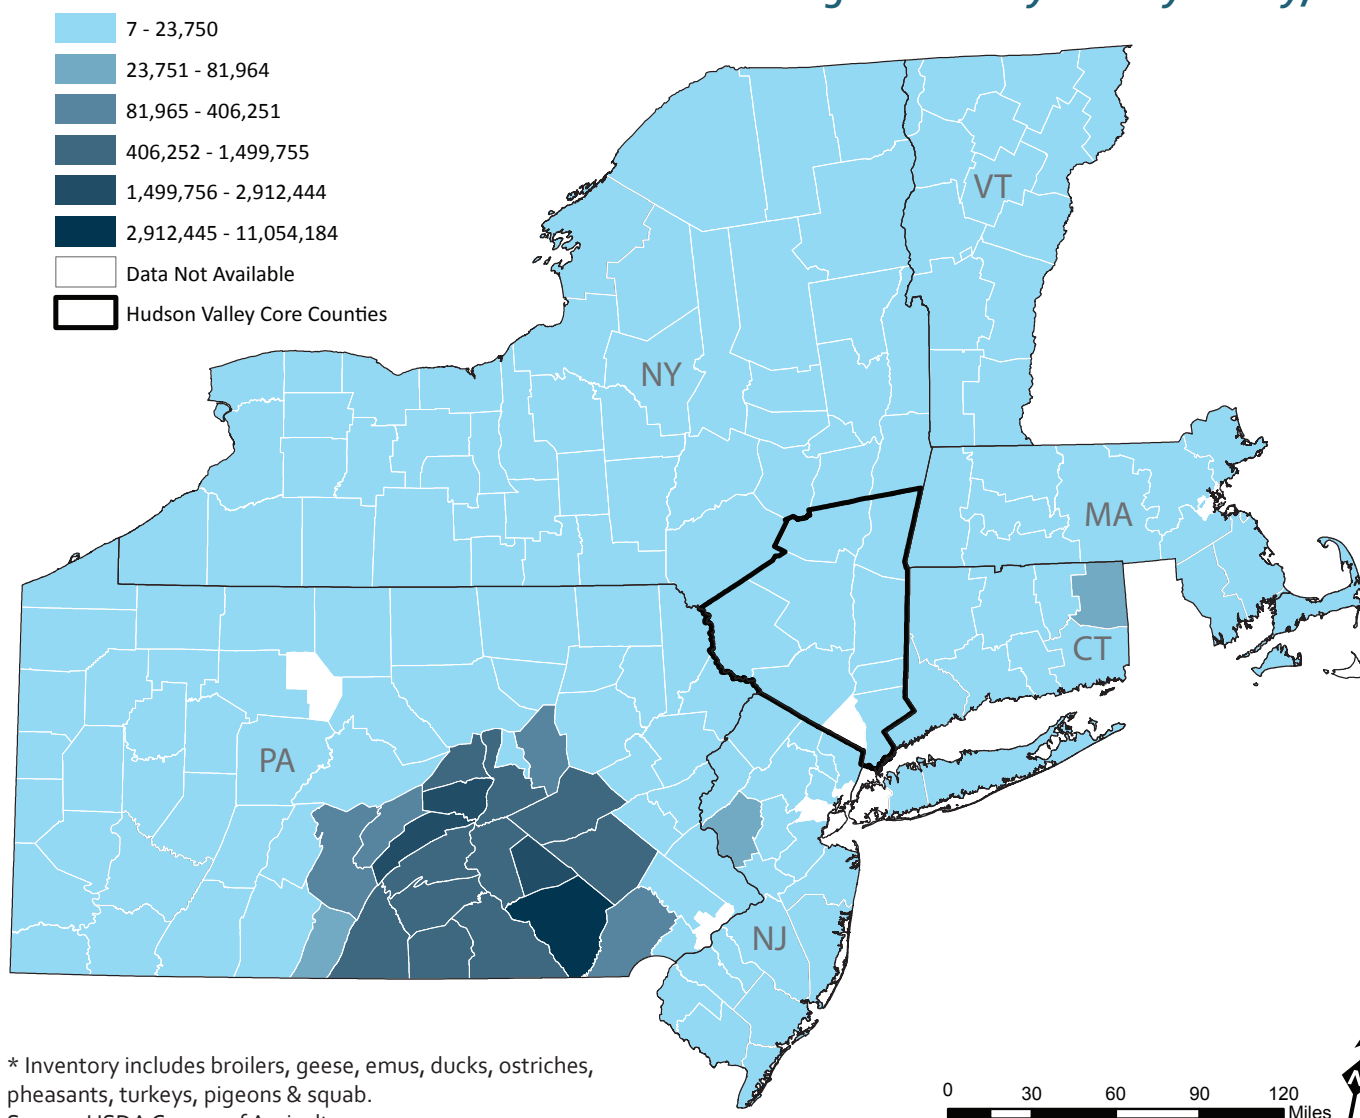 7 - 23,750
23,751 - 81,964
81,965 - 406,251
406,252 - 1,499,755
1,499,756 - 2,912,444
2,912,445 - 11,054,184
Data Not Available
Hudson Valley Core Counties
VT
NY
MA
CT
PA
NJ
* Inventory includes broilers, geese, emus, ducks, ostriches,
pheasants, turkeys, pigeons & squab.
0 30 60 90 120
Miles